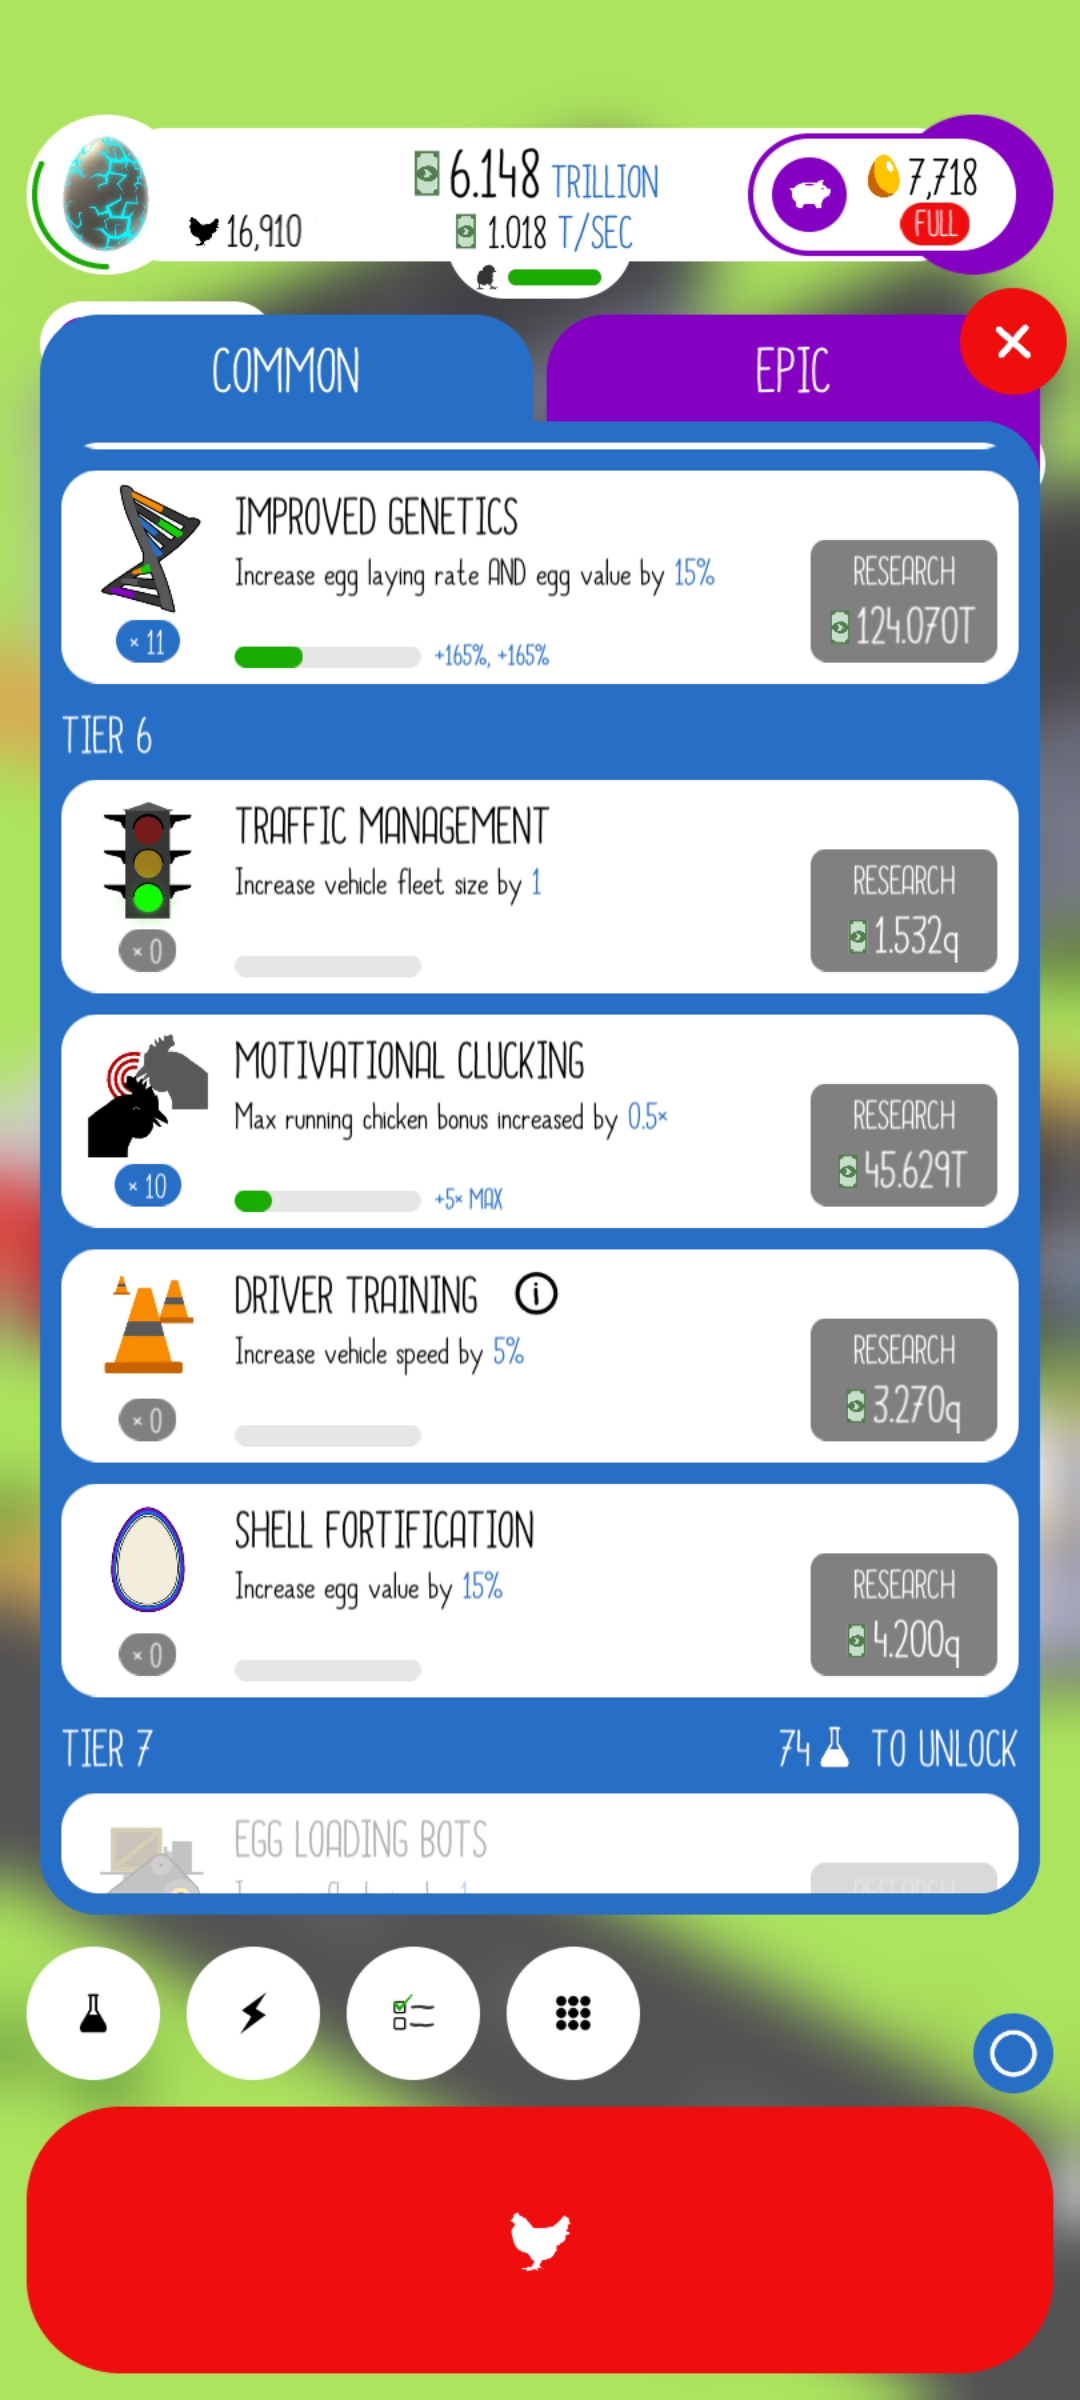 6.148 TRILLION
16,910
1.018 T/SEC
7,718
FULL
COMMON
EPIC
IMPROVED GENETICS
Increase egg laying rate AND egg value by 15%
RESEARCH
124.070T
× 11
+165%, +165%
TIER 6
TRAFFIC MANAGEMENT
Increase vehicle fleet size by 1
RESEARCH
1.532q
× 0
MOTIVATIONAL CLUCKING
Max running chicken bonus increased by 0.5×
RESEARCH
45.629T
× 10
+5× MAX
DRIVER TRAINING
Increase vehicle speed by 5%
RESEARCH
3.270q
× 0
SHELL FORTIFICATION
Increase egg value by 15%
RESEARCH
4.200q
× 0
TIER 7
74 TO UNLOCK
EGG LOADING BOTS
RESEARCH